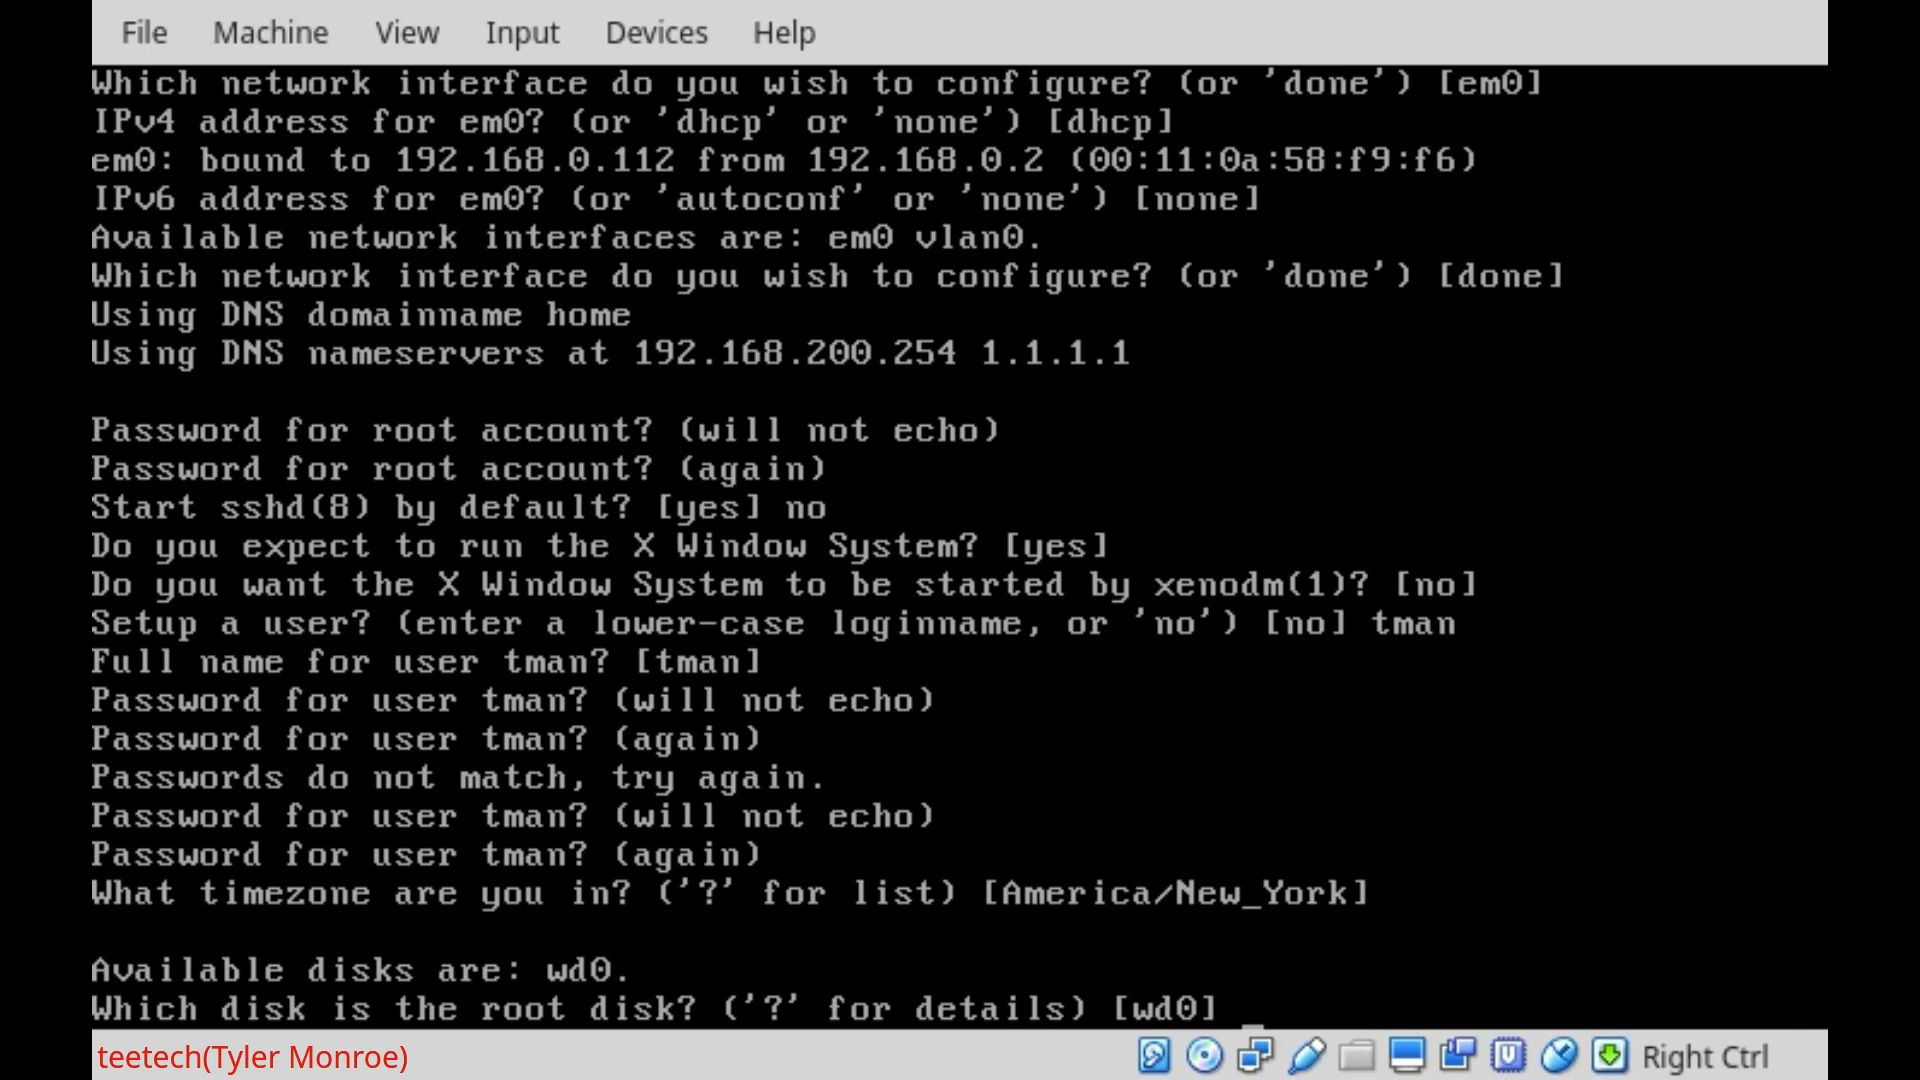 File Machine View Input Devices Help
Which network interface do you wish to configure? (or 'done') [em0]
IPv4 address for em0? (or 'dhcp' or 'none') [dhcp]
em0: bound to 192.168.0.112 from 192.168.0.2 (00:11:0a:58:f9:f6)
IPv6 address for em0? (or 'autoconf' or 'none') [none]
Available network interfaces are: em0 vlan0.
Which network interface do you wish to configure? (or 'done') [done]
Using DNS domainname home
Using DNS nameservers at 192.168.200.254 1.1.1.1
Password for root account? (will not echo)
Password for root account? (again)
Start sshd(8) by default? [yes] no
Do you expect to run the X Window System? [yes]
Do you want the X Window System to be started by xenodm(1)? [no]
Setup a user? (enter a lower-case loginname, or 'no') [no] tman
Full name for user tman? [tman]
Password for user tman? (will not echo)
Password for user tman? (again)
Passwords do not match, try again.
Password for user tman? (will not echo)
Password for user tman? (again)
What timezone are you in? ('?' for list) [America/New_York]
Available disks are: wd0.
Which disk is the root disk? ('?' for details) [wd0]
teetech(Tyler Monroe) Right Ctrl